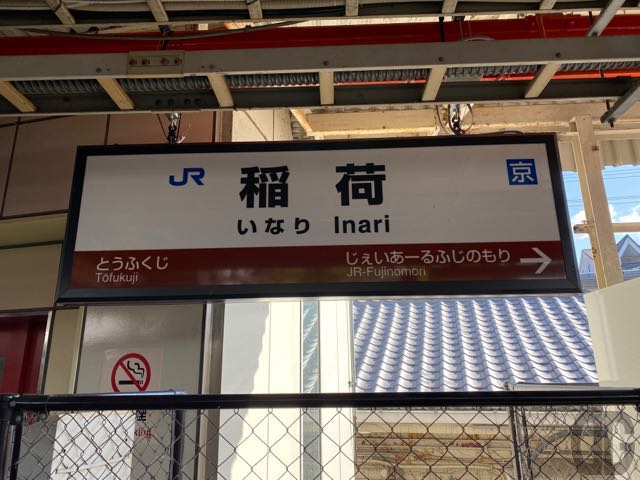 JR 稲荷 京
いなり Inari
とうふくじ じぇいあーるふじのもり →
Tōfukuji JR-Fujinomori